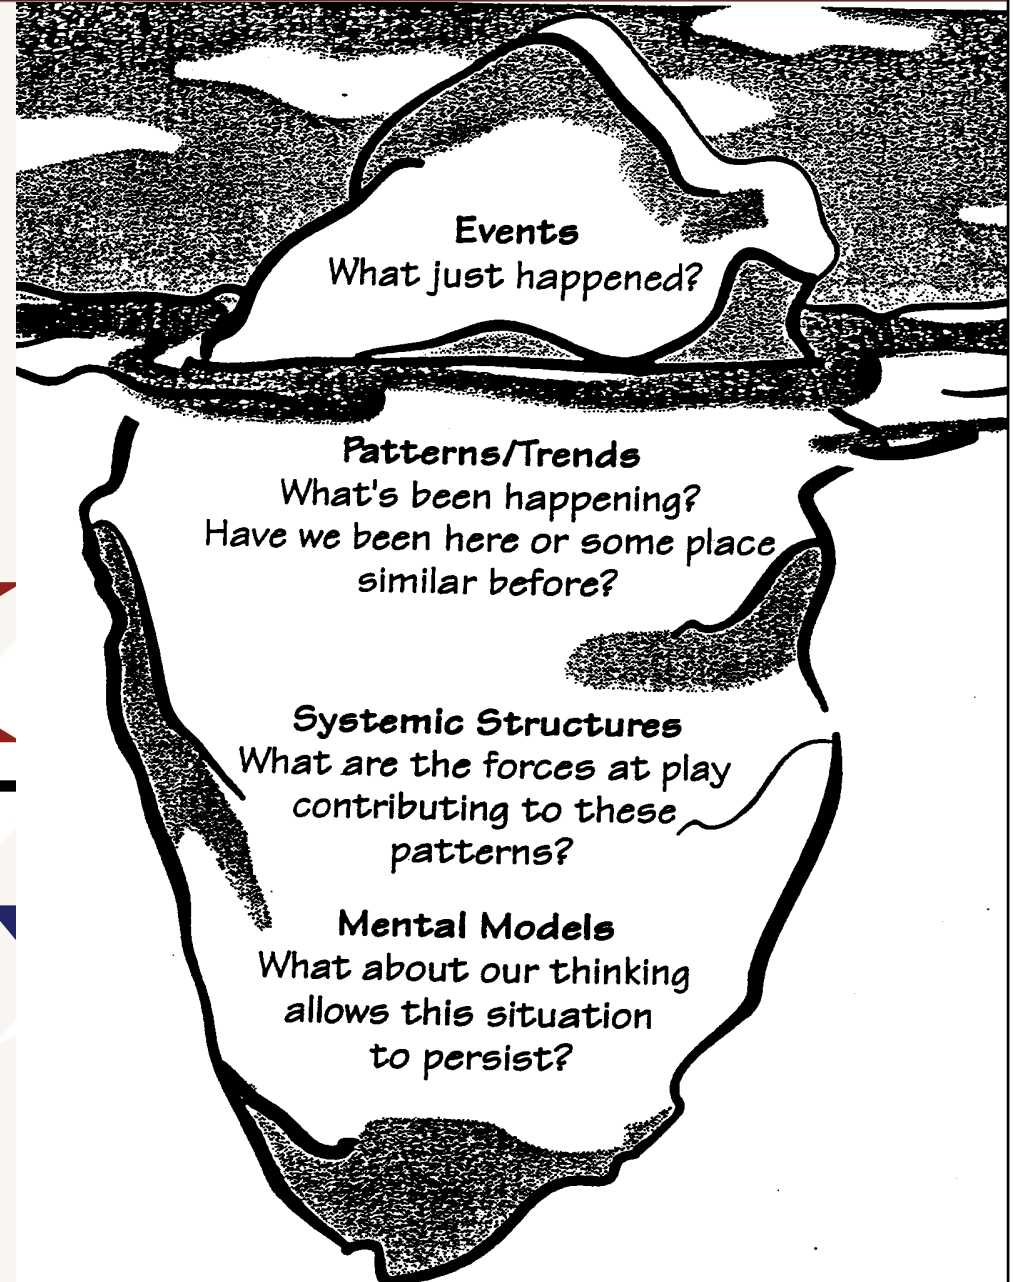 Events
What just happened?
Patterns/Trends
What's been happening?
Have we been here or some place
similar before?
Systemic Structures
What are the forces at play
contributing to these
patterns?
Mental Models
What about our thinking
allows this situation
to persist?